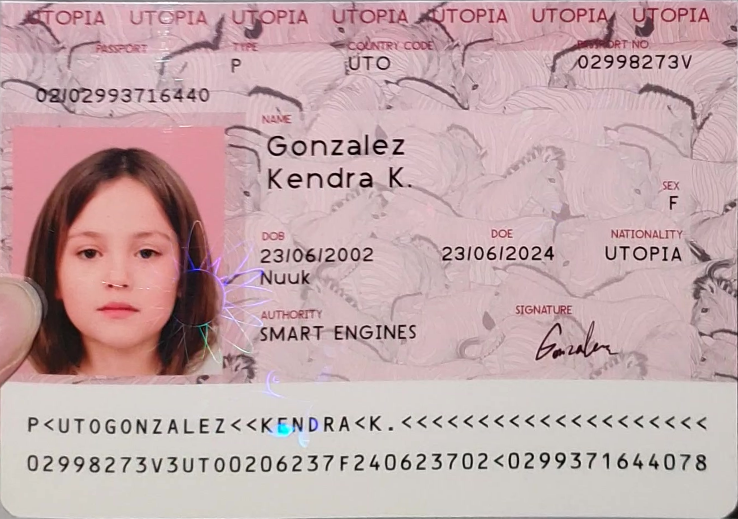 UTOPIA UTOPIA UTOPIA UTOPIA UTOPIA UTOPIA UTOPIA
PASSPORT TYPE COUNTRY CODE PASSPORT NO
P UTO 02998273V
02/02993716440
NAME
Gonzalez
Kendra K.
SEX
F
DOB DOE NATIONALITY
23/06/2002 23/06/2024 UTOPIA
Nuuk
AUTHORITY SIGNATURE
SMART ENGINES Gonzalez
P<UTOGONZALEZ<<KENDRA<K.<<<<<<<<<<<<<<<<<<<<
02998273V3UTO0206237F240623702<0299371644078